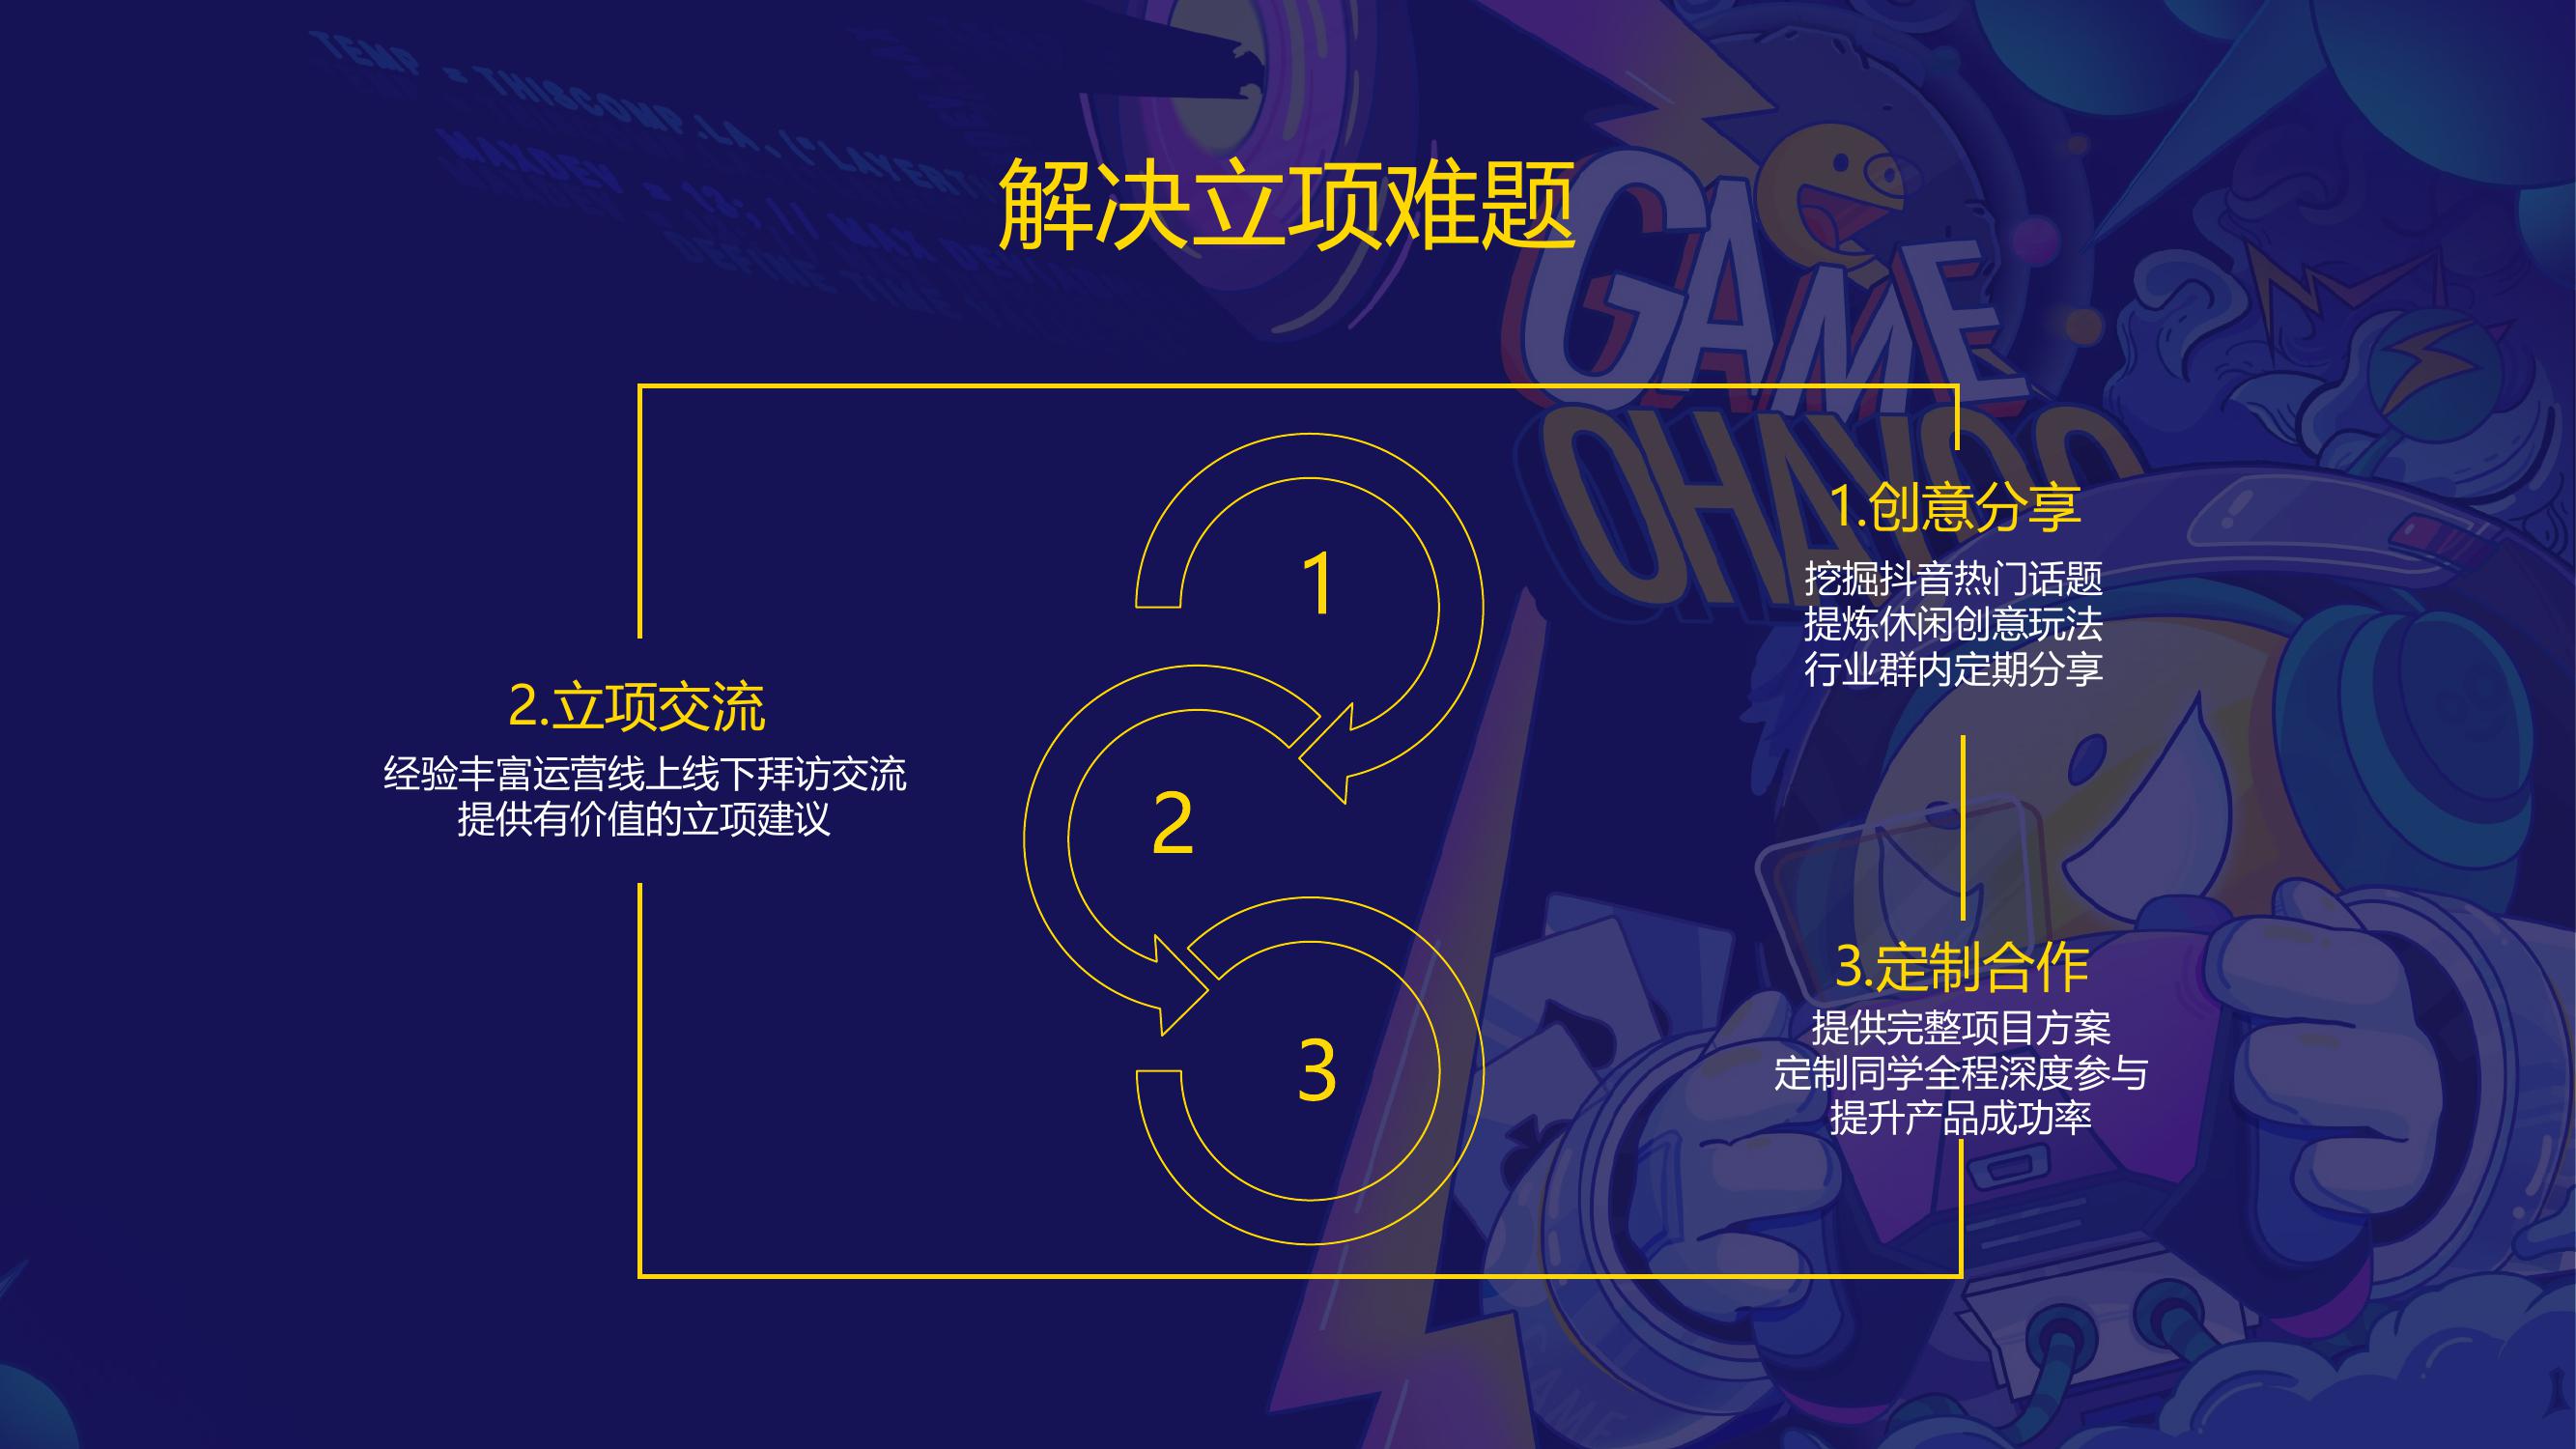 解决立项难题
GAME
OHAYOO
1
2
3
1.创意分享
挖掘抖音热门话题
提炼休闲创意玩法
行业群内定期分享
2.立项交流
经验丰富运营线上线下拜访交流
提供有价值的立项建议
3.定制合作
提供完整项目方案
定制同学全程深度参与
提升产品成功率